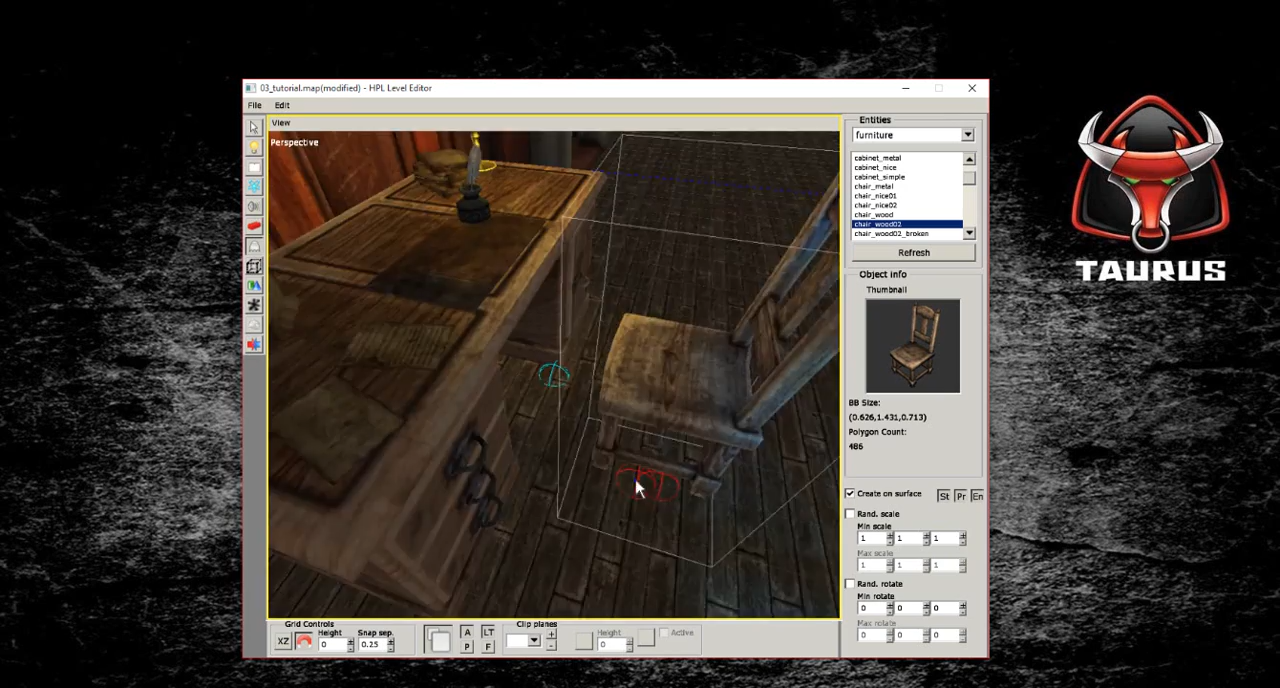 03_tutorial.map(modified) - HPL Level Editor
File Edit
View
Perspective
Entities
furniture
cabinet_metal
cabinet_nice
cabinet_simple
chair_metal
chair_nice01
chair_nice02
chair_wood
chair_wood02
chair_wood02_broken
Refresh
Object info
Thumbnail
BB Size:
(0.626,1.431,0.713)
Polygon Count:
486
Create on surface St Pr En
Rand. scale
Min scale
1 1 1
Max scale
1 1 1
Rand. rotate
Min rotate
0 0 0
Max rotate
0 0 0
Grid Controls
XZ Height Snap sep.
0 0.25
A LT
P F
Clip planes
+
-
Height
0
Active
TAURUS